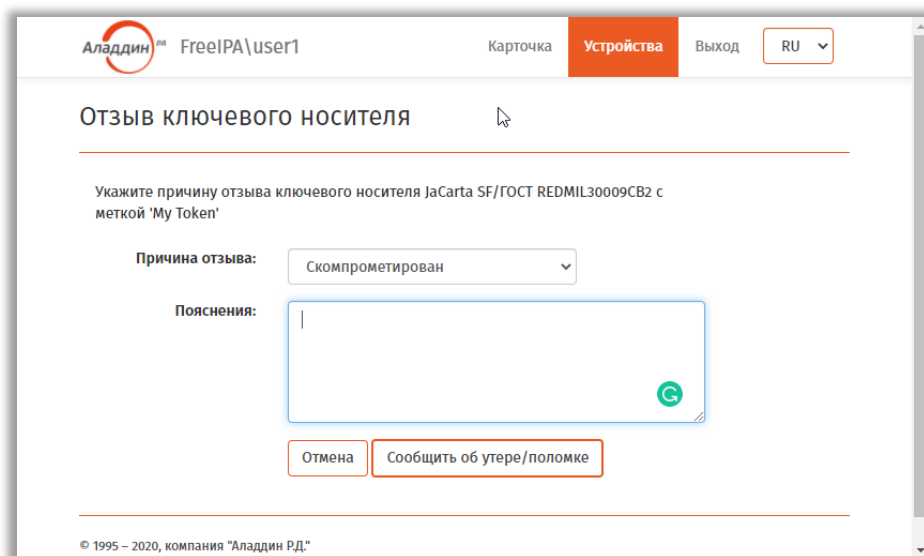 Аладдин РД FreeIPA\user1 Карточка Устройства Выход RU
Отзыв ключевого носителя
Укажите причину отзыва ключевого носителя JaCarta SF/ГОСТ REDMIL30009CB2 с
меткой 'My Token'
Причина отзыва: Скомпрометирован
Пояснения:
Отмена Сообщить об утере/поломке
© 1995 – 2020, компания "Аладдин Р.Д."